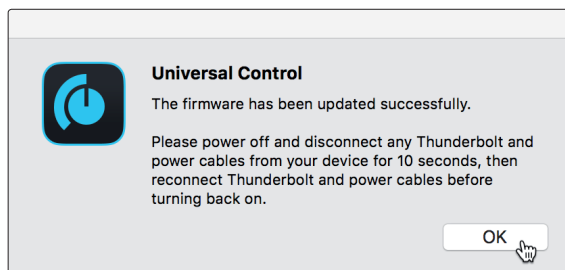 Universal Control
The firmware has been updated successfully.
Please power off and disconnect any Thunderbolt and
power cables from your device for 10 seconds, then
reconnect Thunderbolt and power cables before
turning back on.
OK